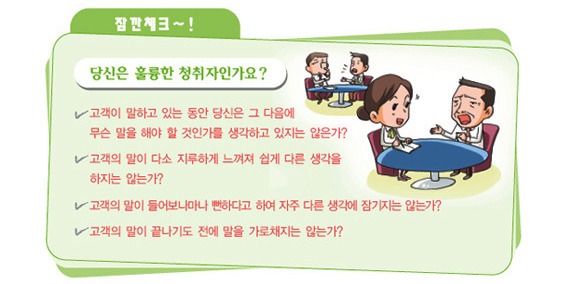 잠깐체크~!
당신은 훌륭한 청취자인가요?
고객이 말하고 있는 동안 당신은 그 다음에
무슨 말을 해야 할 것인가를 생각하고 있지는 않은가?
고객의 말이 다소 지루하게 느껴져 쉽게 다른 생각을
하지는 않는가?
고객의 말이 들어보니마나 뻔하다고 하여 자주 다른 생각에 잠기지는 않는가?
고객의 말이 끝나기도 전에 말을 가로채지는 않는가?